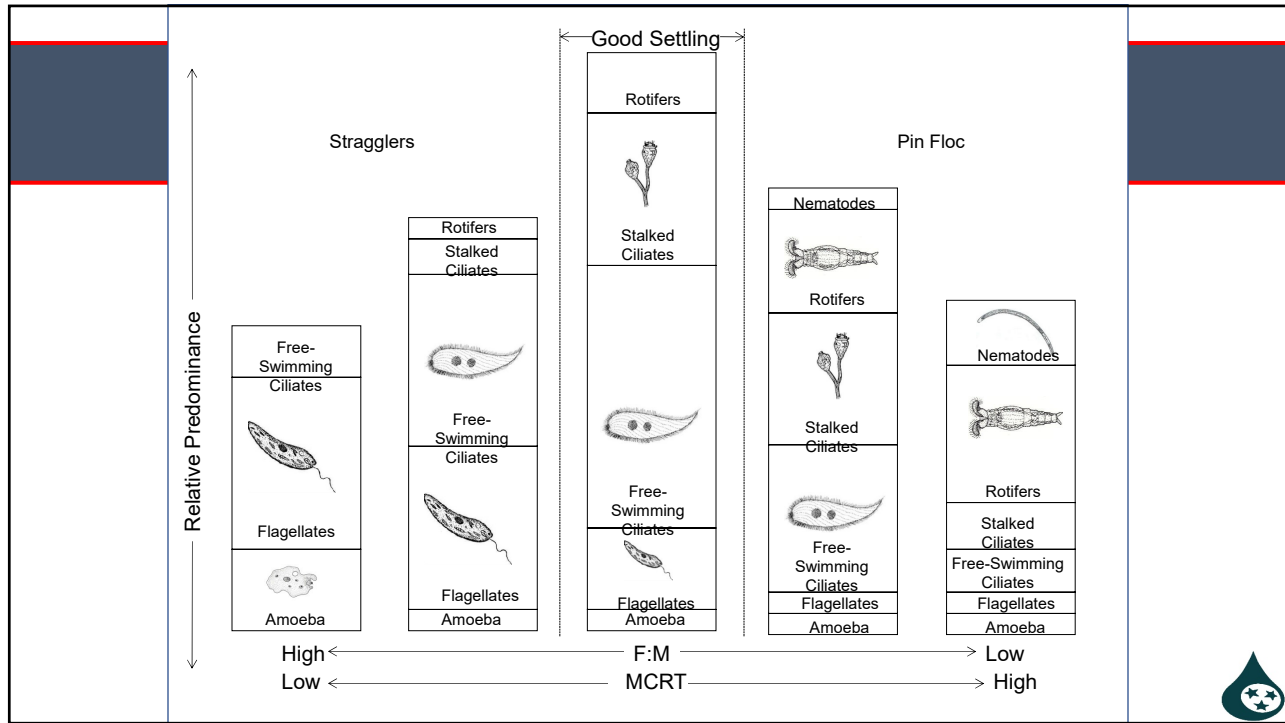 Good Settling
Stragglers
Pin Floc
Relative Predominance
Free-
Swimming
Ciliates
Flagellates
Amoeba
Rotifers
Stalked
Ciliates
Free-
Swimming
Ciliates
Flagellates
Amoeba
Rotifers
Stalked
Ciliates
Free-
Swimming
Ciliates
Flagellates
Amoeba
Nematodes
Rotifers
Stalked
Ciliates
Free-
Swimming
Ciliates
Flagellates
Amoeba
Nematodes
Rotifers
Stalked
Ciliates
Free-Swimming
Ciliates
Flagellates
Amoeba
High F:M Low
Low MCRT High